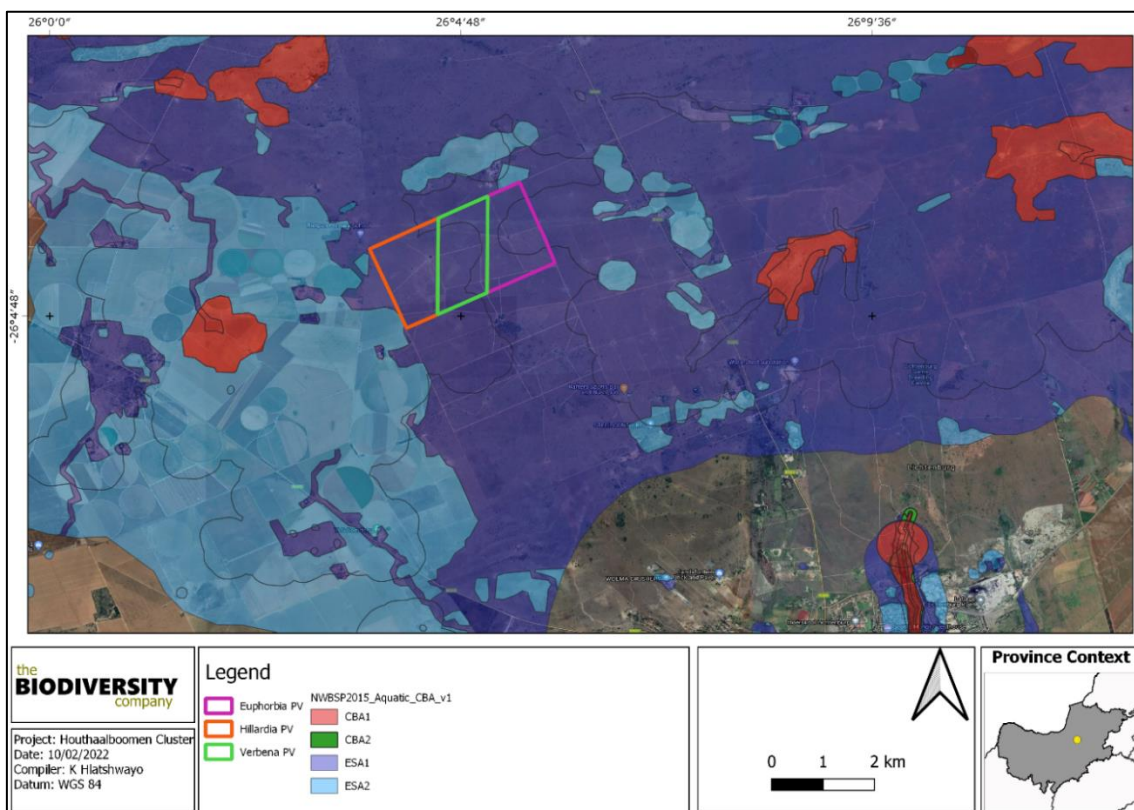 26°0′0″ 26°4′48″ 26°9′36″
-26°4′48″
Lichtenburg
the
BIODIVERSITY
company
Project: Houthaalboomen Cluster
Date: 10/02/2022
Compiler: K Hlatshwayo
Datum: WGS 84
Legend
Euphorbia PV
Hillardia PV
Verbena PV
NWBSP2015_Aquatic_CBA_v1
CBA1
CBA2
ESA1
ESA2
0 1 2 km
Province Context